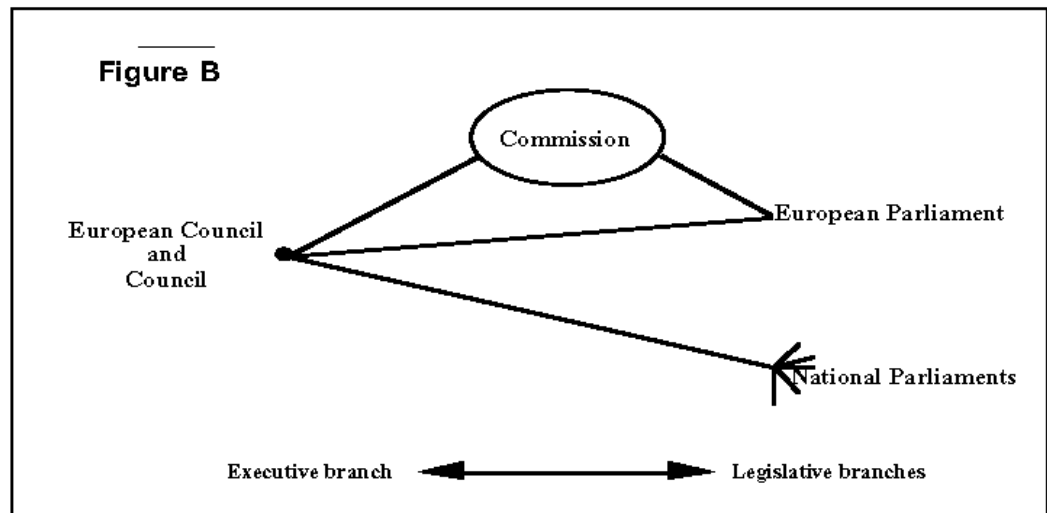 Figure B
Commission
European Parliament
European Council
and
Council
National Parliaments
Executive branch
Legislative branches